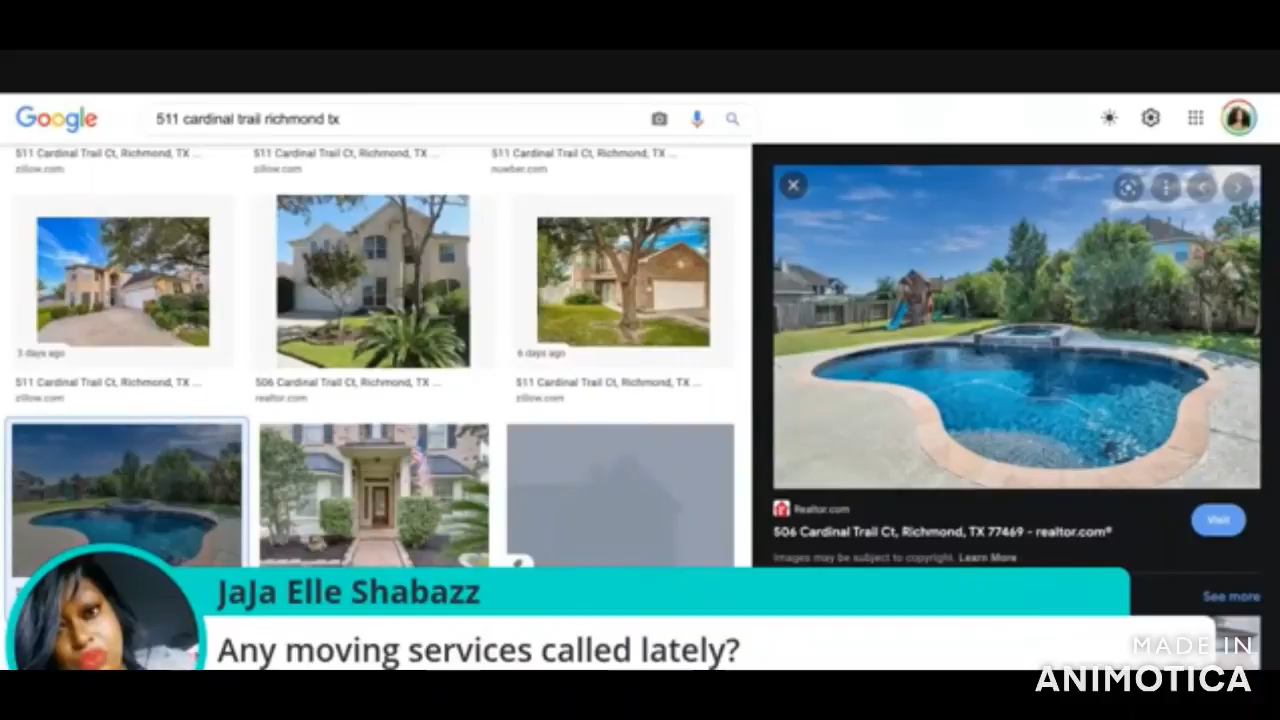 Google
511 cardinal trail richmond tx
511 Cardinal Trail Ct, Richmond, TX ...
zillow.com
511 Cardinal Trail Ct, Richmond, TX ...
zillow.com
511 Cardinal Trail Ct, Richmond, TX ...
nuwber.com
3 days ago
511 Cardinal Trail Ct, Richmond, TX ...
zillow.com
506 Cardinal Trail Ct, Richmond, TX ...
realtor.com
6 days ago
511 Cardinal Trail Ct, Richmond, TX ...
zillow.com
Realtor.com
506 Cardinal Trail Ct, Richmond, TX 77469 - realtor.com®
Visit
Images may be subject to copyright. Learn More
See more
JaJa Elle Shabazz
Any moving services called lately?
MADE IN
ANIMOTICA